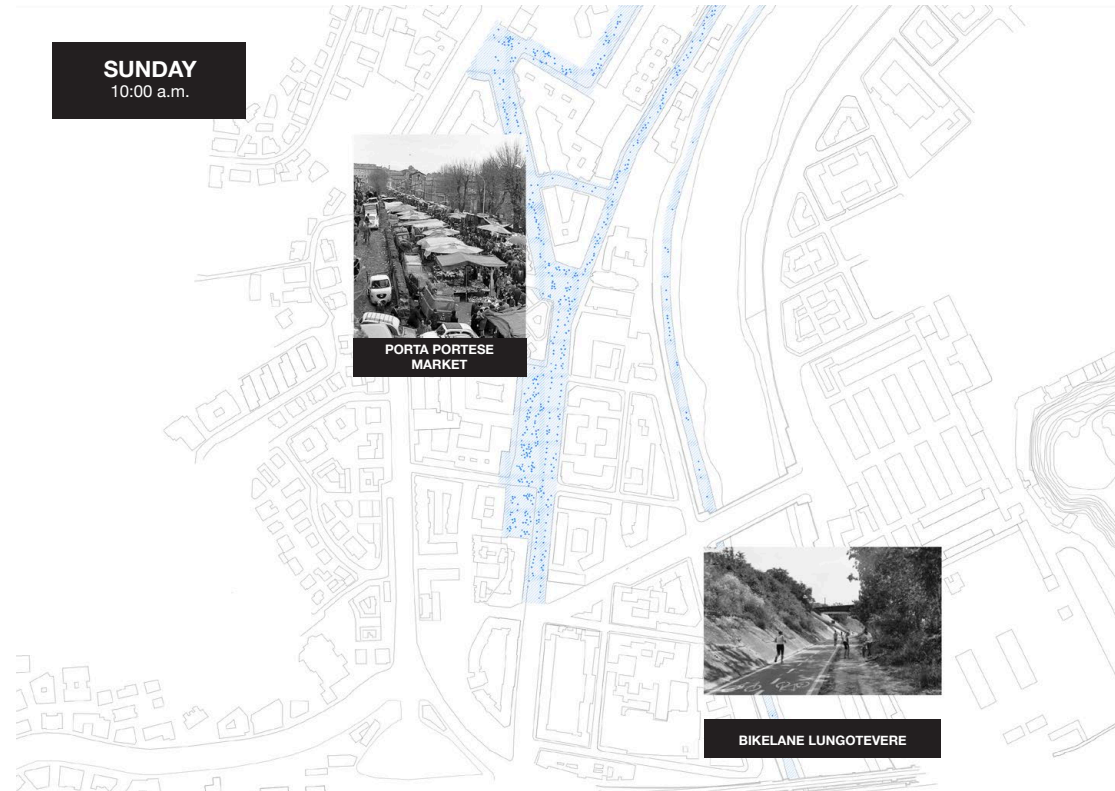 SUNDAY
10:00 a.m.
PORTA PORTESE
MARKET
BIKELANE LUNGOTEVERE